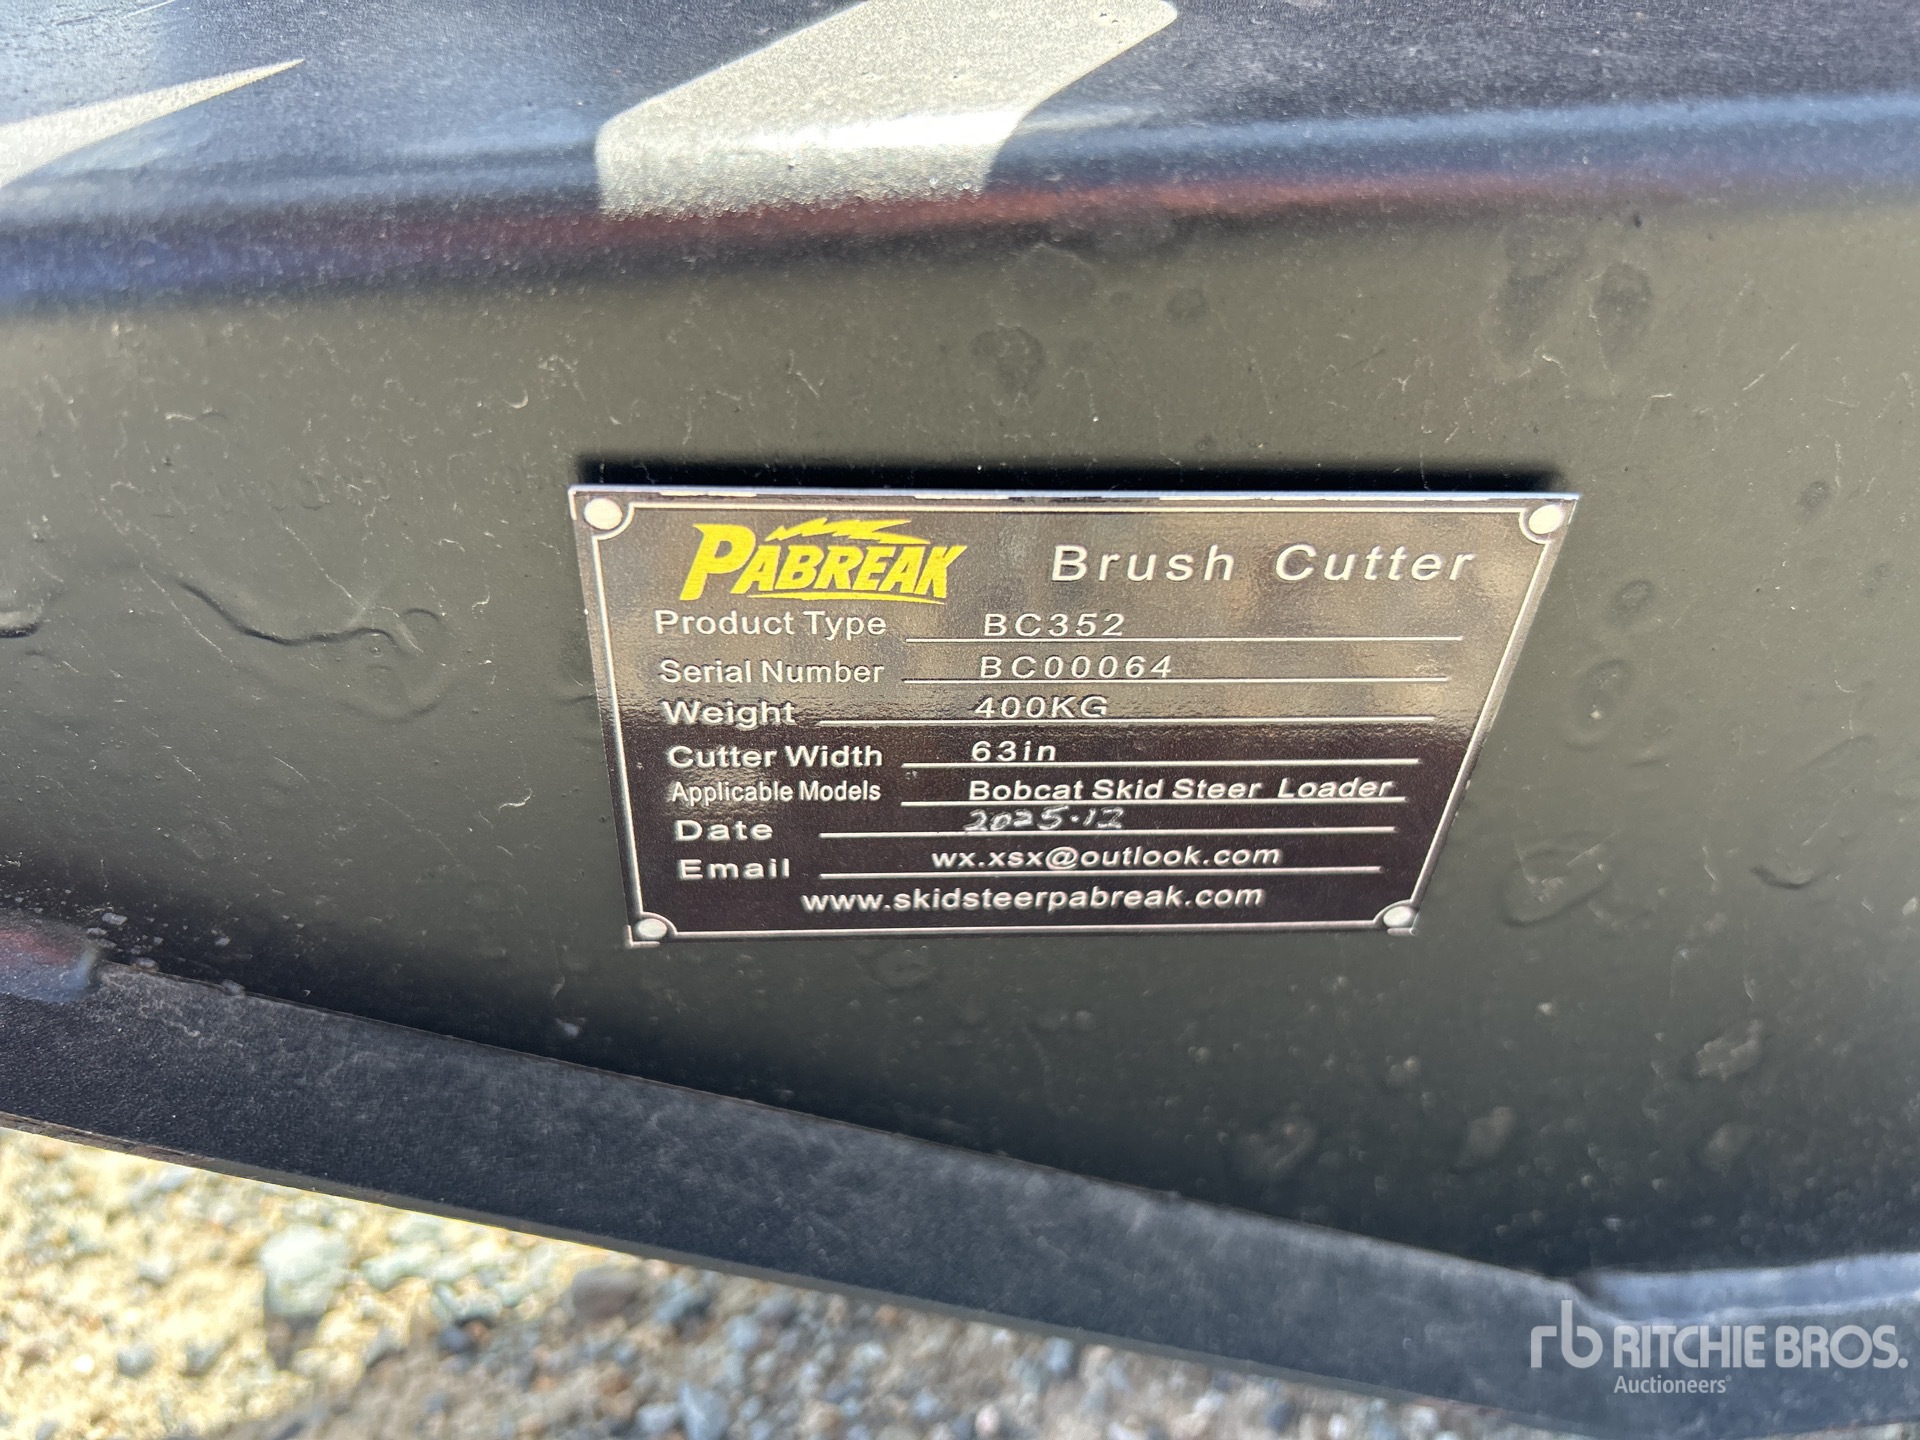 PABREAK Brush Cutter
Product Type BC352
Serial Number BC00064
Weight 400KG
Cutter Width 63in
Applicable Models Bobcat Skid Steer Loader
Date 2025.12
Email wx.xsx@outlook.com
www.skidsteerpabreak.com
rb RITCHIE BROS.
Auctioneers